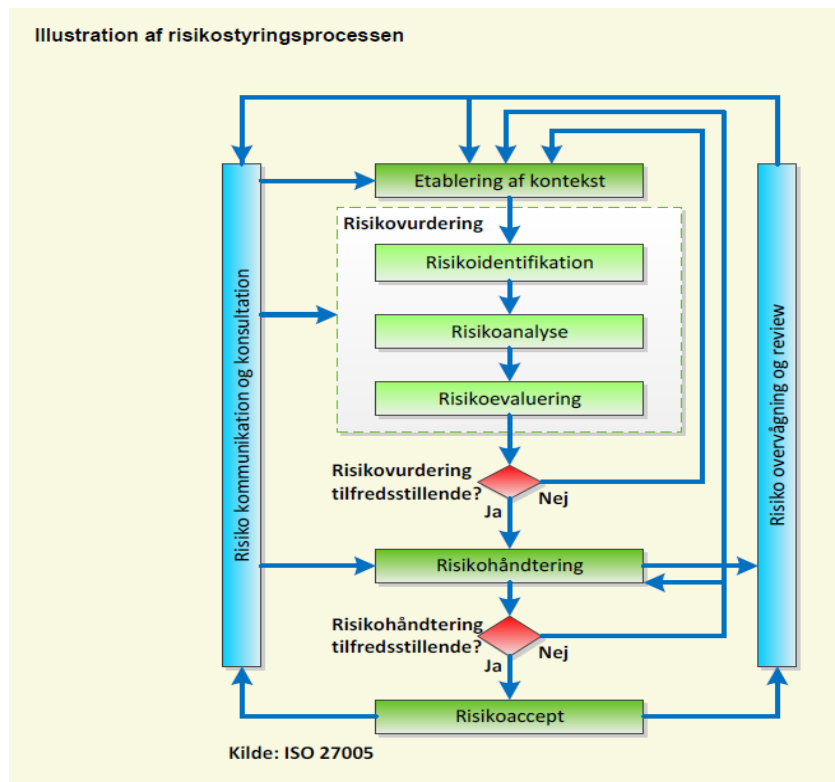 Illustration af risikostyringsprocessen
Etablering af kontekst
Risikovurdering
Risikoidentifikation
Risikoanalyse
Risikoevaluering
Risikovurdering
tilfredsstillende?
Nej
Ja
Risikohåndtering
Risikohåndtering
tilfredsstillende?
Nej
Ja
Risikoaccept
Risiko kommunikation og konsultation
Risiko overvågning og review
Kilde: ISO 27005